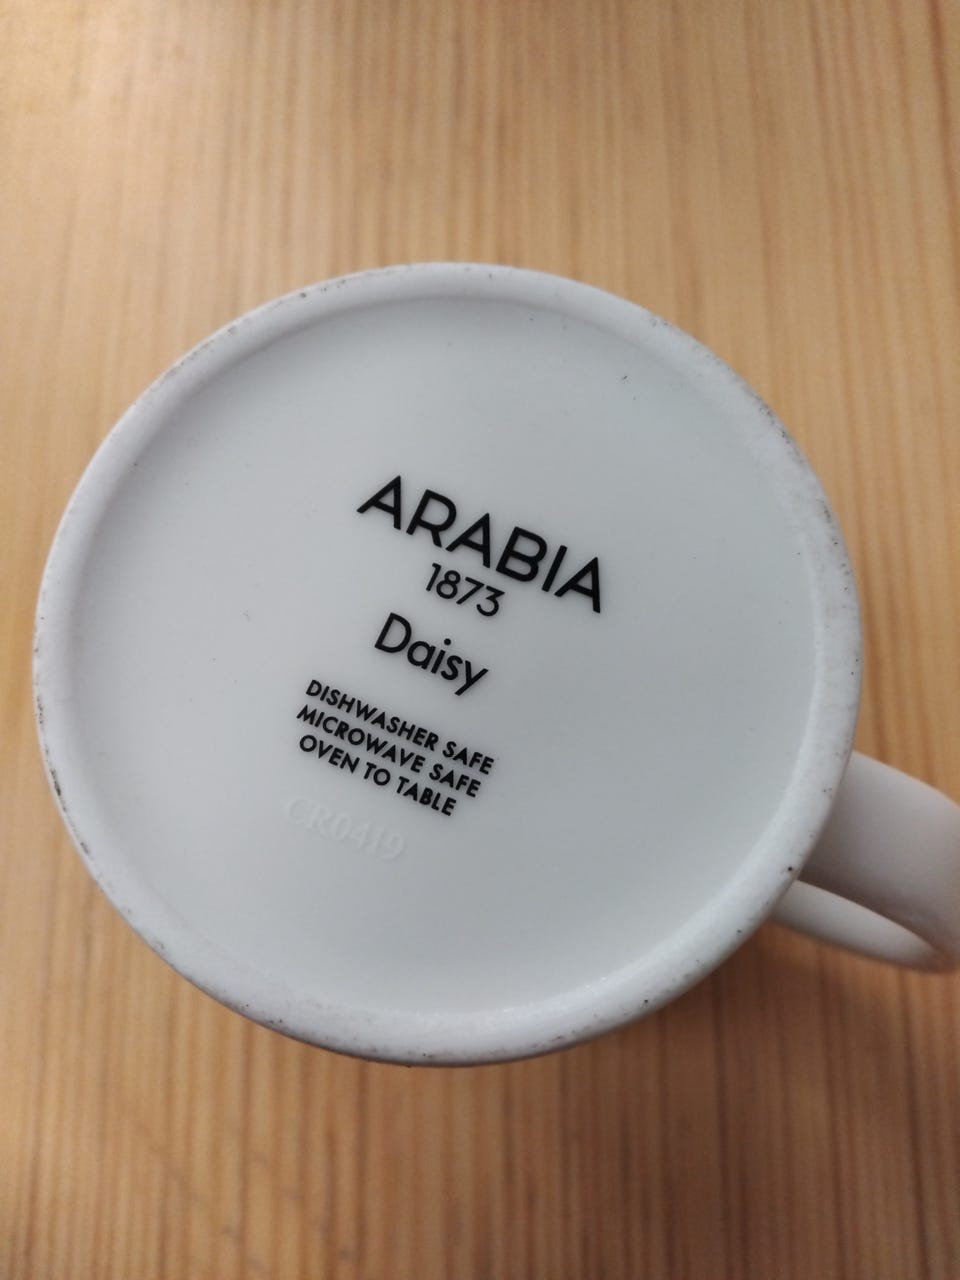 ARABIA
1873
Daisy
DISHWASHER SAFE
MICROWAVE SAFE
OVEN TO TABLE
CR0419